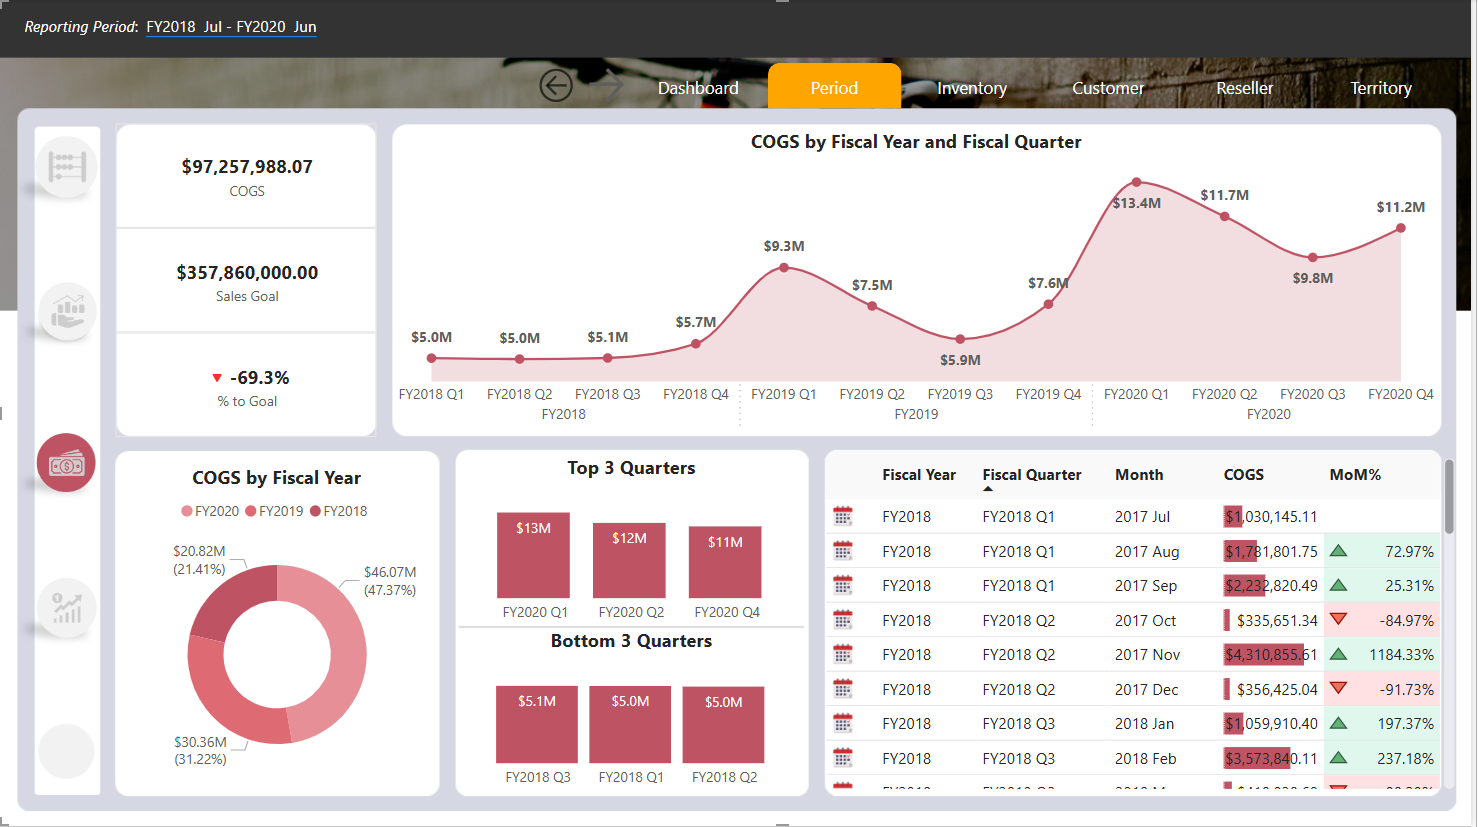 Reporting Period: FY2018 Jul - FY2020 Jun
Dashboard
Period
Inventory
Customer
Reseller
Territory
$97,257,988.07
COGS
$357,860,000.00
Sales Goal
-69.3%
% to Goal
COGS by Fiscal Year and Fiscal Quarter
$5.0M
$5.0M
$5.1M
$5.7M
$9.3M
$7.5M
$5.9M
$7.6M
$13.4M
$11.7M
$9.8M
$11.2M
FY2018 Q1 FY2018 Q2 FY2018 Q3 FY2018 Q4 FY2019 Q1 FY2019 Q2 FY2019 Q3 FY2019 Q4 FY2020 Q1 FY2020 Q2 FY2020 Q3 FY2020 Q4
FY2018 FY2019 FY2020
COGS by Fiscal Year
FY2020 FY2019 FY2018
$20.82M
(21.41%)
$46.07M
(47.37%)
$30.36M
(31.22%)
Top 3 Quarters
$13M $12M $11M
FY2020 Q1 FY2020 Q2 FY2020 Q4
Bottom 3 Quarters
$5.1M $5.0M $5.0M
FY2018 Q3 FY2018 Q1 FY2018 Q2
Fiscal Year Fiscal Quarter Month COGS MoM%
FY2018 FY2018 Q1 2017 Jul $1,030,145.11
FY2018 FY2018 Q1 2017 Aug $1,781,801.75 72.97%
FY2018 FY2018 Q1 2017 Sep $2,232,820.49 25.31%
FY2018 FY2018 Q2 2017 Oct $335,651.34 -84.97%
FY2018 FY2018 Q2 2017 Nov $4,310,855.61 1184.33%
FY2018 FY2018 Q2 2017 Dec $356,425.04 -91.73%
FY2018 FY2018 Q3 2018 Jan $1,059,910.40 197.37%
FY2018 FY2018 Q3 2018 Feb $3,573,840.11 237.18%